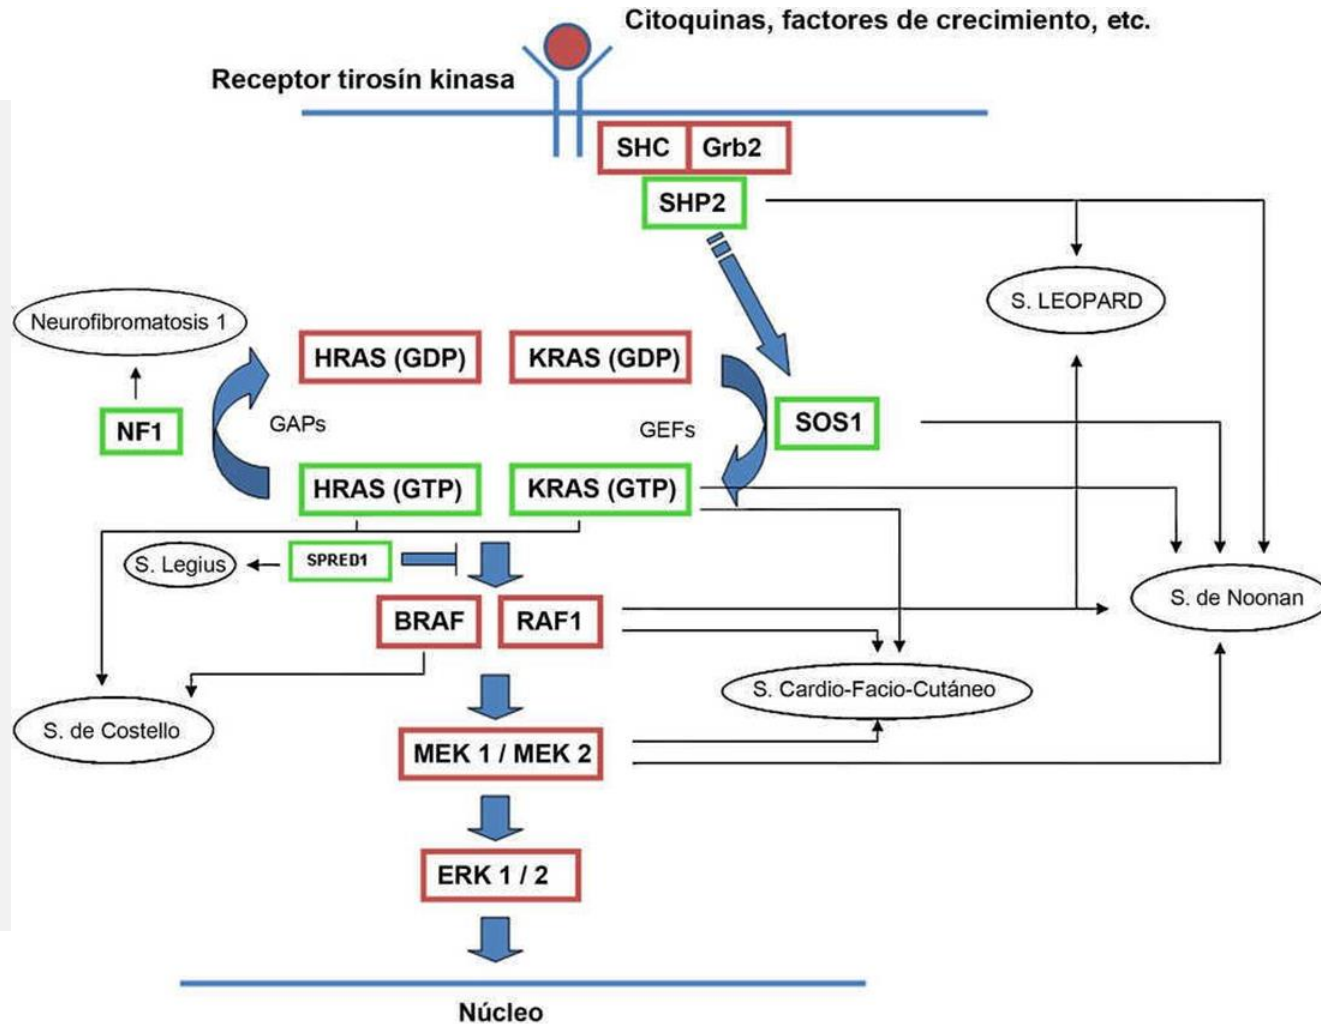 Citoquinas, factores de crecimiento, etc.
Receptor tirosín kinasa
SHC
Grb2
SHP2
S. LEOPARD
Neurofibromatosis 1
HRAS (GDP)
KRAS (GDP)
NF1
GAPs
GEFs
SOS1
HRAS (GTP)
KRAS (GTP)
S. Legius
SPRED1
S. de Noonan
BRAF
RAF1
S. Cardio-Facio-Cutáneo
S. de Costello
MEK 1 / MEK 2
ERK 1 / 2
Núcleo